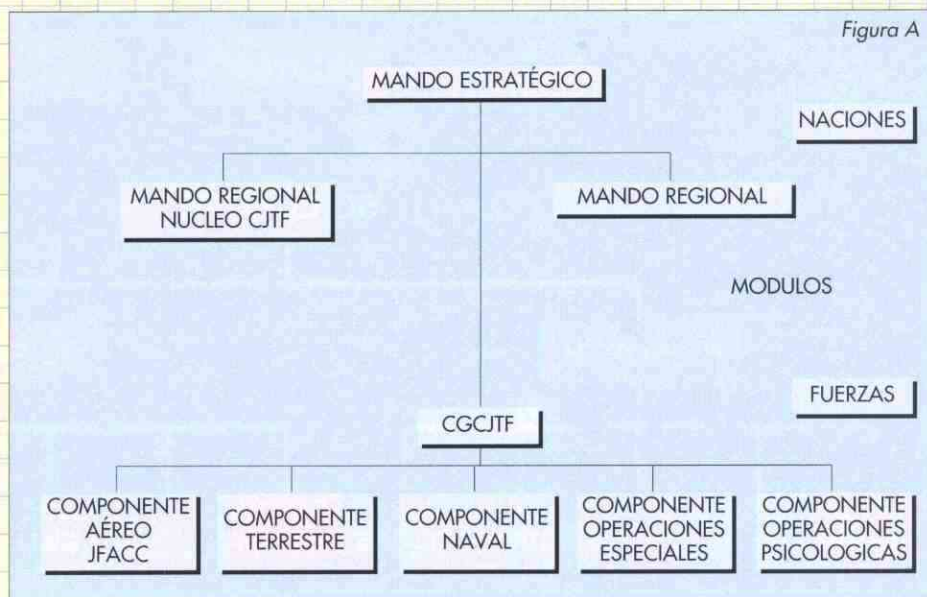 Figura A
MANDO ESTRATÉGICO
NACIONES
MANDO REGIONAL
NUCLEO CJTF
MANDO REGIONAL
MODULOS
FUERZAS
CGCJTF
COMPONENTE
AÉREO
JFACC
COMPONENTE
TERRESTRE
COMPONENTE
NAVAL
COMPONENTE
OPERACIONES
ESPECIALES
COMPONENTE
OPERACIONES
PSICOLOGICAS